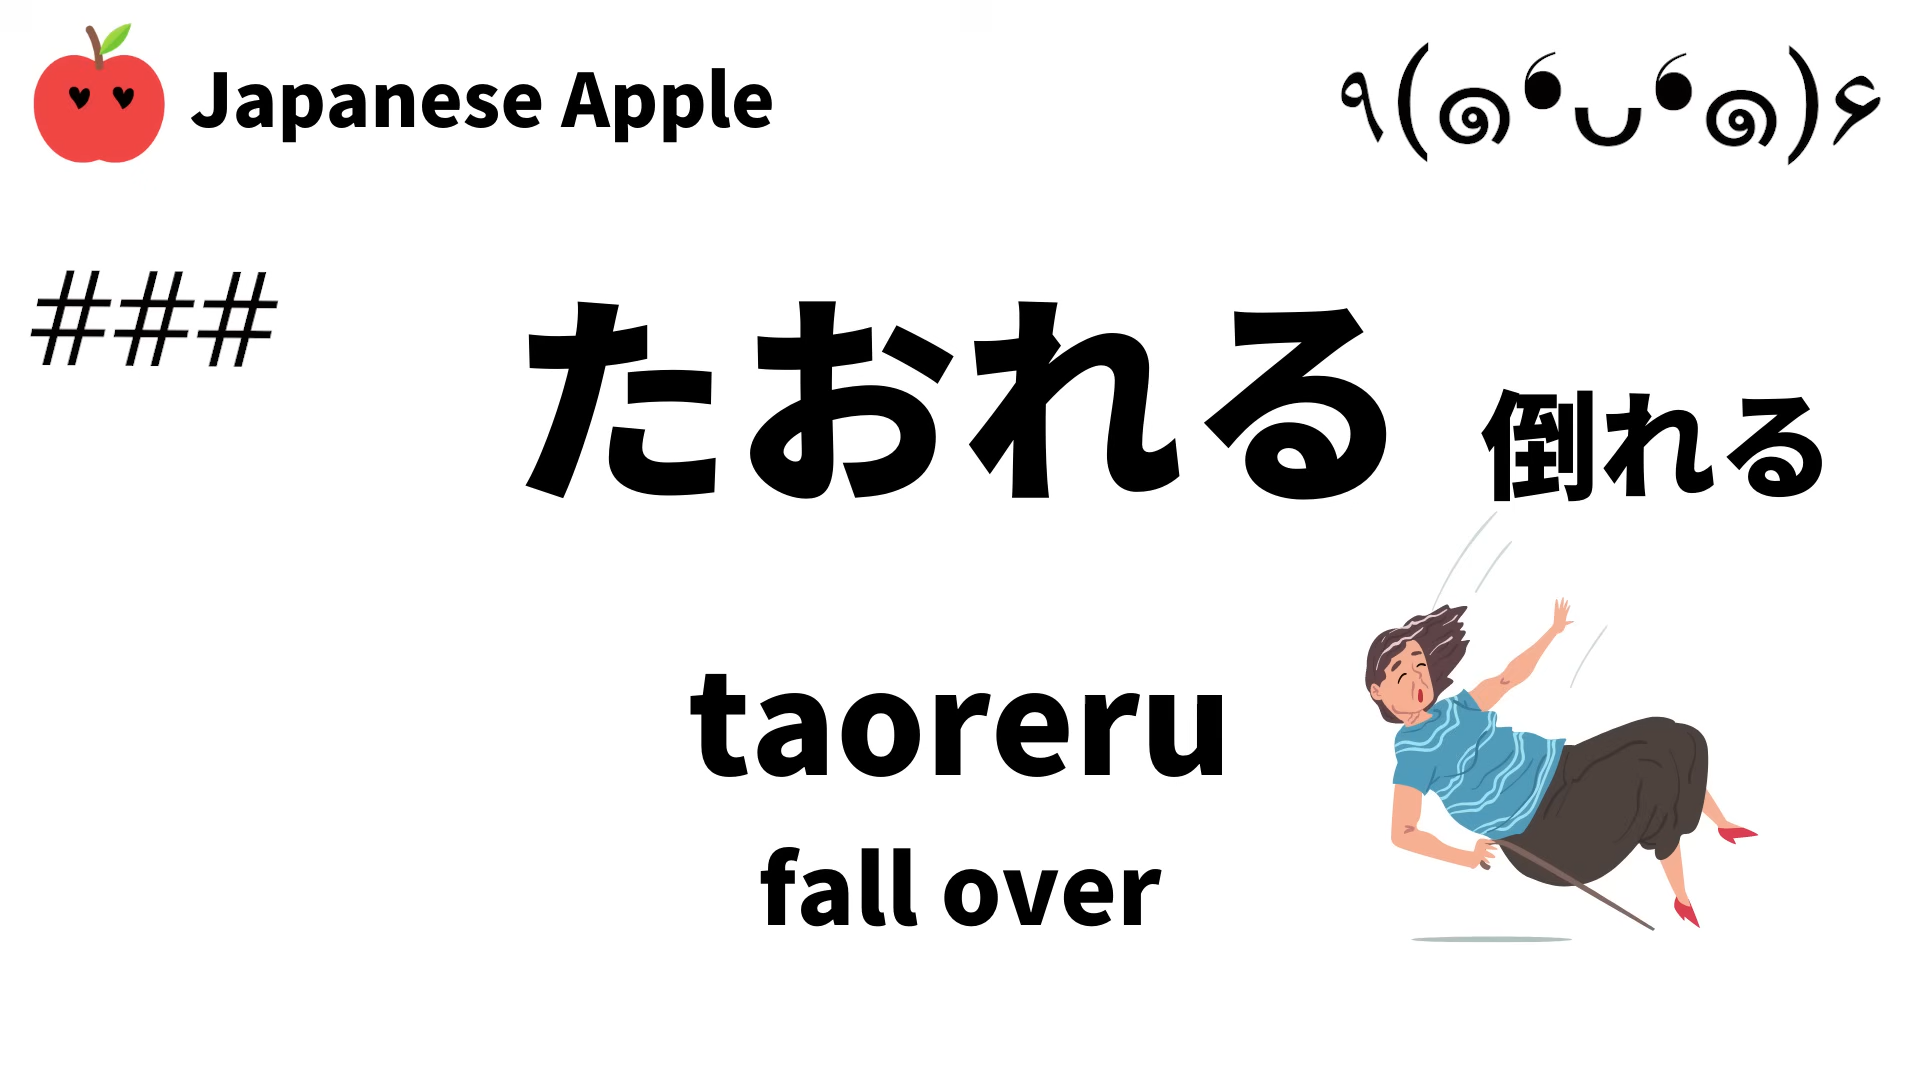 Japanese Apple
٩(๑❛ᴗ❛๑)۶
###
たおれる 倒れる
taoreru
fall over